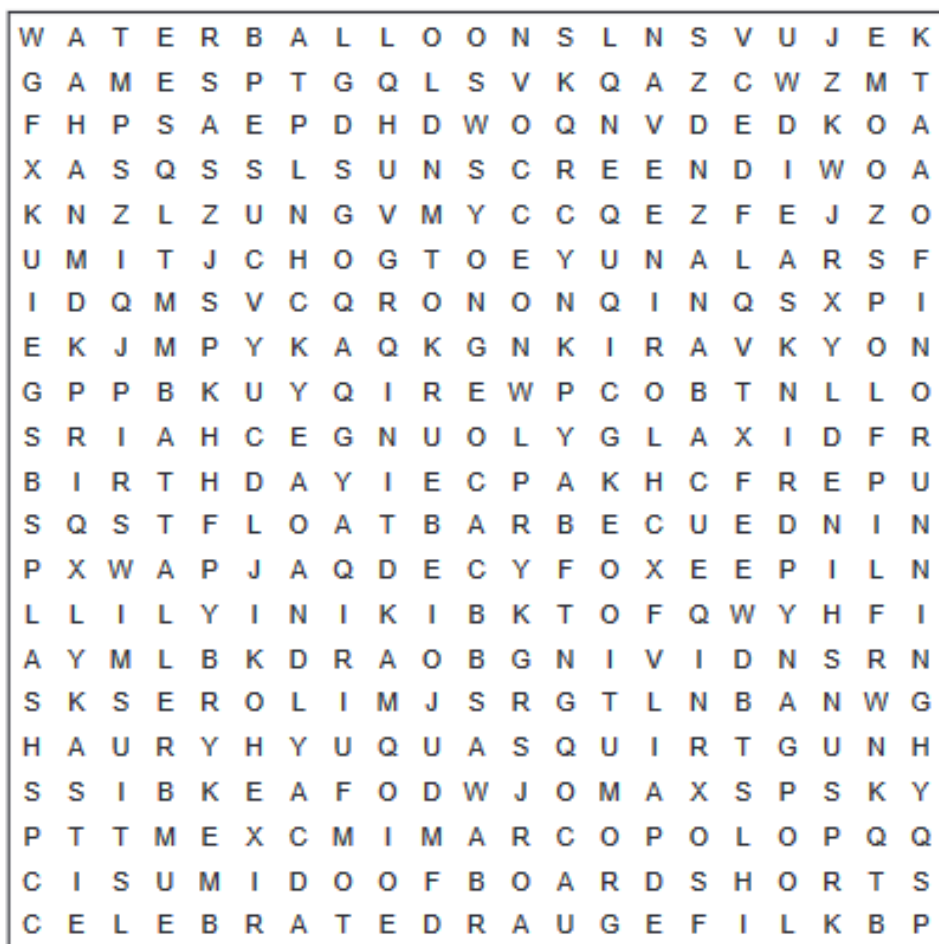 W A T E R B A L L O O N S L N S V U J E K
G A M E S P T G Q L S V K Q A Z C W Z M T
F H P S A E P D H D W O Q N V D E D K O A
X A S Q S S L S U N S C R E E N D I W O A
K N Z L Z U N G V M Y C C Q E Z F E J Z O
U M I T J C H O G T O E Y U N A L A R S F
I D Q M S V C Q R O N O N Q I N Q S X P I
E K J M P Y K A Q K G N K I R A V K Y O N
G P P B K U Y Q I R E W P C O B T N L L O
S R I A H C E G N U O L Y G L A X I D F R
B I R T H D A Y I E C P A K H C F R E P U
S Q S T F L O A T B A R B E C U E D N I N
P X W A P J A Q D E C Y F O X E E P I L N
L L I L Y I N I K I B K T O F Q W Y H F I
A Y M L B K D R A O B G N I V I D N S R N
S K S E R O L I M J S R G T L N B A N W G
H A U R Y H Y U Q U A S Q U I R T G U N H
S S I B K E A F O D W J O M A X S P S K Y
P T T M E X C M I M A R C O P O L O P Q Q
C I S U M I D O O F B O A R D S H O R T S
C E L E B R A T E D R A U G E F I L K B P